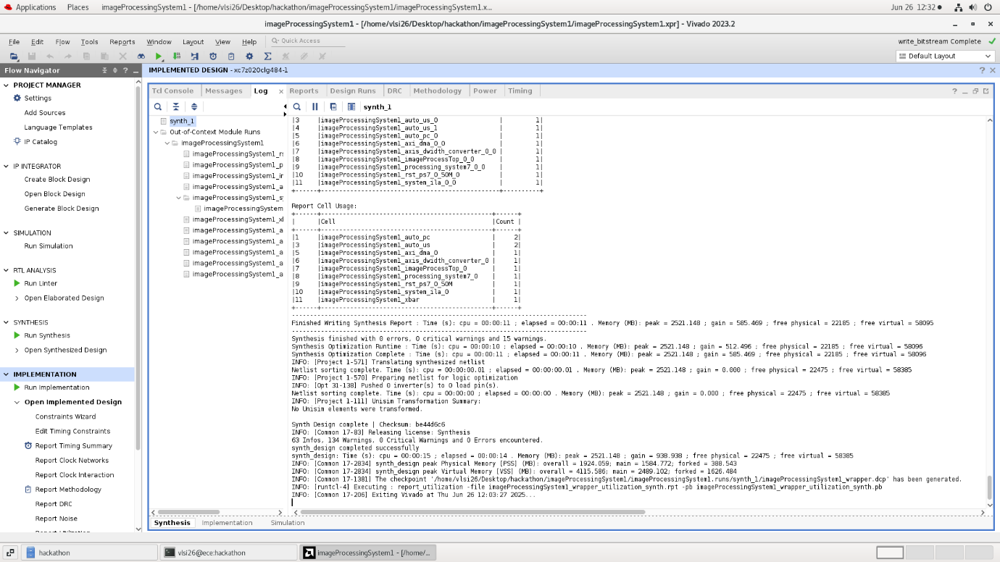 Applications Places imageProcessingSystem1 - [/home/vlsi26/Desktop/hackathon/imageProcessingSystem1/imageProcessingSystem1.x... Jun 26 12:32
imageProcessingSystem1 - [/home/vlsi26/Desktop/hackathon/imageProcessingSystem1/imageProcessingSystem1.xpr] - Vivado 2023.2
File Edit Flow Tools Reports Window Layout View Help Quick Access write_bitstream Complete
Default Layout
Flow Navigator
IMPLEMENTED DESIGN - xc7z020clg484-1
PROJECT MANAGER
Settings
Add Sources
Language Templates
IP Catalog
IP INTEGRATOR
Create Block Design
Open Block Design
Generate Block Design
SIMULATION
Run Simulation
RTL ANALYSIS
Run Linter
Open Elaborated Design
SYNTHESIS
Run Synthesis
Open Synthesized Design
IMPLEMENTATION
Run Implementation
Open Implemented Design
Constraints Wizard
Edit Timing Constraints
Report Timing Summary
Report Clock Networks
Report Clock Interaction
Report Methodology
Report DRC
Report Noise
Tcl Console Messages Log Reports Design Runs DRC Methodology Power Timing
synth_1
synth_1
Out-of-Context Module Runs
imageProcessingSystem1
imageProcessingSystem1_rs
imageProcessingSystem1_p
imageProcessingSystem1_in
imageProcessingSystem1_a
imageProcessingSystem1_sy
imageProcessingSystem
imageProcessingSystem1_xl
imageProcessingSystem1_a
imageProcessingSystem1_a
imageProcessingSystem1_a
imageProcessingSystem1_a
imageProcessingSystem1_a
|3 |imageProcessingSystem1_auto_us_0 | 1|
|4 |imageProcessingSystem1_auto_us_1 | 1|
|5 |imageProcessingSystem1_auto_pc_0 | 1|
|6 |imageProcessingSystem1_axi_dma_0_0 | 1|
|7 |imageProcessingSystem1_axis_dwidth_converter_0_0 | 1|
|8 |imageProcessingSystem1_imageProcessTop_0_0 | 1|
|9 |imageProcessingSystem1_processing_system7_0_0 | 1|
|10 |imageProcessingSystem1_rst_ps7_0_50M_0 | 1|
|11 |imageProcessingSystem1_system_ila_0_0 | 1|
+------+------------------------------------------------+----------+
Report Cell Usage:
+------+----------------------------------------------+------+
| |Cell |Count |
+------+----------------------------------------------+------+
|1 |imageProcessingSystem1_auto_pc | 2|
|3 |imageProcessingSystem1_auto_us | 2|
|5 |imageProcessingSystem1_axi_dma_0 | 1|
|6 |imageProcessingSystem1_axis_dwidth_converter_0 | 1|
|7 |imageProcessingSystem1_imageProcessTop_0 | 1|
|8 |imageProcessingSystem1_processing_system7_0 | 1|
|9 |imageProcessingSystem1_rst_ps7_0_50M | 1|
|10 |imageProcessingSystem1_system_ila_0 | 1|
|11 |imageProcessingSystem1_xbar | 1|
+------+----------------------------------------------+------+
---------------------------------------------------------------------------------
Finished Writing Synthesis Report : Time (s): cpu = 00:00:11 ; elapsed = 00:00:11 . Memory (MB): peak = 2521.148 ; gain = 585.469 ; free physical = 22185 ; free virtual = 58095
---------------------------------------------------------------------------------
Synthesis finished with 0 errors, 0 critical warnings and 15 warnings.
Synthesis Optimization Runtime : Time (s): cpu = 00:00:10 ; elapsed = 00:00:10 . Memory (MB): peak = 2521.148 ; gain = 512.496 ; free physical = 22185 ; free virtual = 58096
Synthesis Optimization Complete : Time (s): cpu = 00:00:11 ; elapsed = 00:00:11 . Memory (MB): peak = 2521.148 ; gain = 585.469 ; free physical = 22185 ; free virtual = 58096
INFO: [Project 1-571] Translating synthesized netlist
Netlist sorting complete. Time (s): cpu = 00:00:00.01 ; elapsed = 00:00:00.01 . Memory (MB): peak = 2521.148 ; gain = 0.000 ; free physical = 22475 ; free virtual = 58385
INFO: [Project 1-570] Preparing netlist for logic optimization
INFO: [Opt 31-138] Pushed 0 inverter(s) to 0 load pin(s).
Netlist sorting complete. Time (s): cpu = 00:00:00 ; elapsed = 00:00:00 . Memory (MB): peak = 2521.148 ; gain = 0.000 ; free physical = 22475 ; free virtual = 58385
INFO: [Project 1-111] Unisim Transformation Summary:
No Unisim elements were transformed.
Synth Design complete | Checksum: be44d6c6
INFO: [Common 17-83] Releasing license: Synthesis
63 Infos, 134 Warnings, 0 Critical Warnings and 0 Errors encountered.
synth_design completed successfully
synth_design: Time (s): cpu = 00:00:15 ; elapsed = 00:00:14 . Memory (MB): peak = 2521.148 ; gain = 938.938 ; free physical = 22475 ; free virtual = 58385
INFO: [Common 17-2834] synth_design peak Physical Memory [PSS] (MB): overall = 1924.059; main = 1584.772; forked = 388.543
INFO: [Common 17-2834] synth_design peak Virtual Memory [VSS] (MB): overall = 4115.586; main = 2489.102; forked = 1626.484
INFO: [Common 17-1381] The checkpoint '/home/vlsi26/Desktop/hackathon/imageProcessingSystem1/imageProcessingSystem1.runs/synth_1/imageProcessingSystem1_wrapper.dcp' has been generated.
INFO: [runtcl-4] Executing : report_utilization -file imageProcessingSystem1_wrapper_utilization_synth.rpt -pb imageProcessingSystem1_wrapper_utilization_synth.pb
INFO: [Common 17-206] Exiting Vivado at Thu Jun 26 12:03:27 2025...
Synthesis Implementation Simulation
hackathon vlsi26@ece:hackathon imageProcessingSystem1 - [/home/...